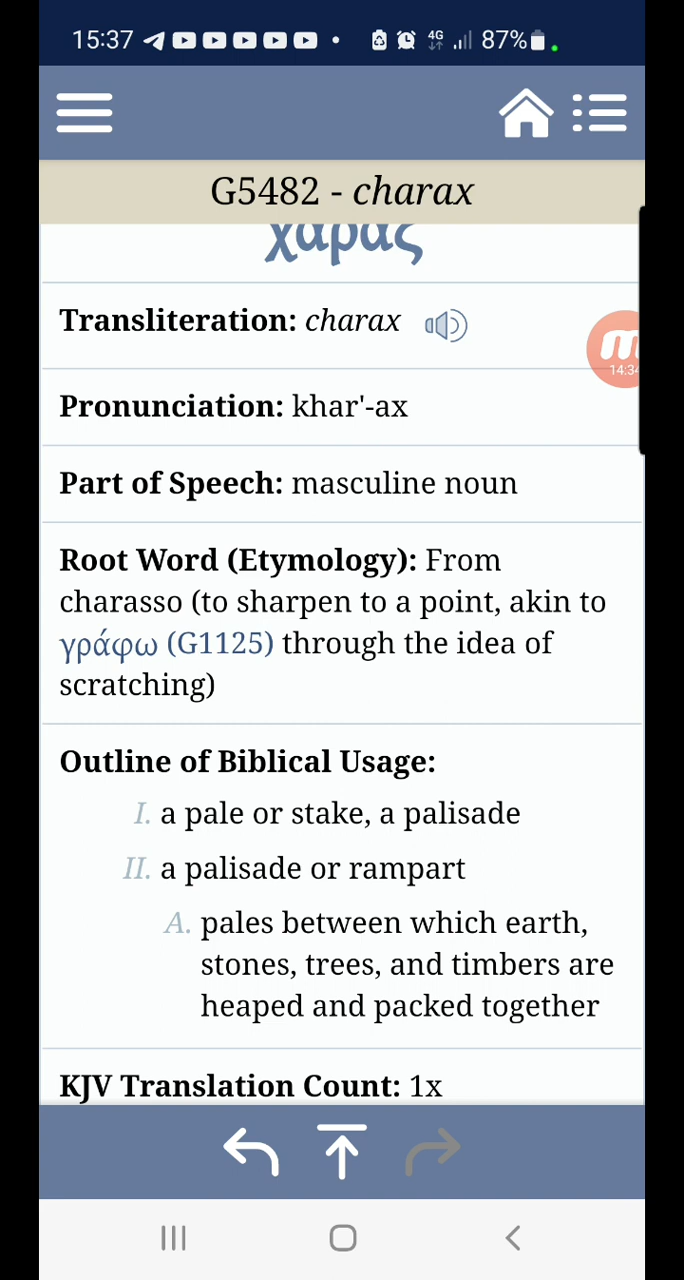 15:37 4G 87%
G5482 - charax
χάραξ
Transliteration: charax
14:34
Pronunciation: khar'-ax
Part of Speech: masculine noun
Root Word (Etymology): From
charasso (to sharpen to a point, akin to
γράφω (G1125) through the idea of
scratching)
Outline of Biblical Usage:
I. a pale or stake, a palisade
II. a palisade or rampart
A. pales between which earth,
stones, trees, and timbers are
heaped and packed together
KJV Translation Count: 1x